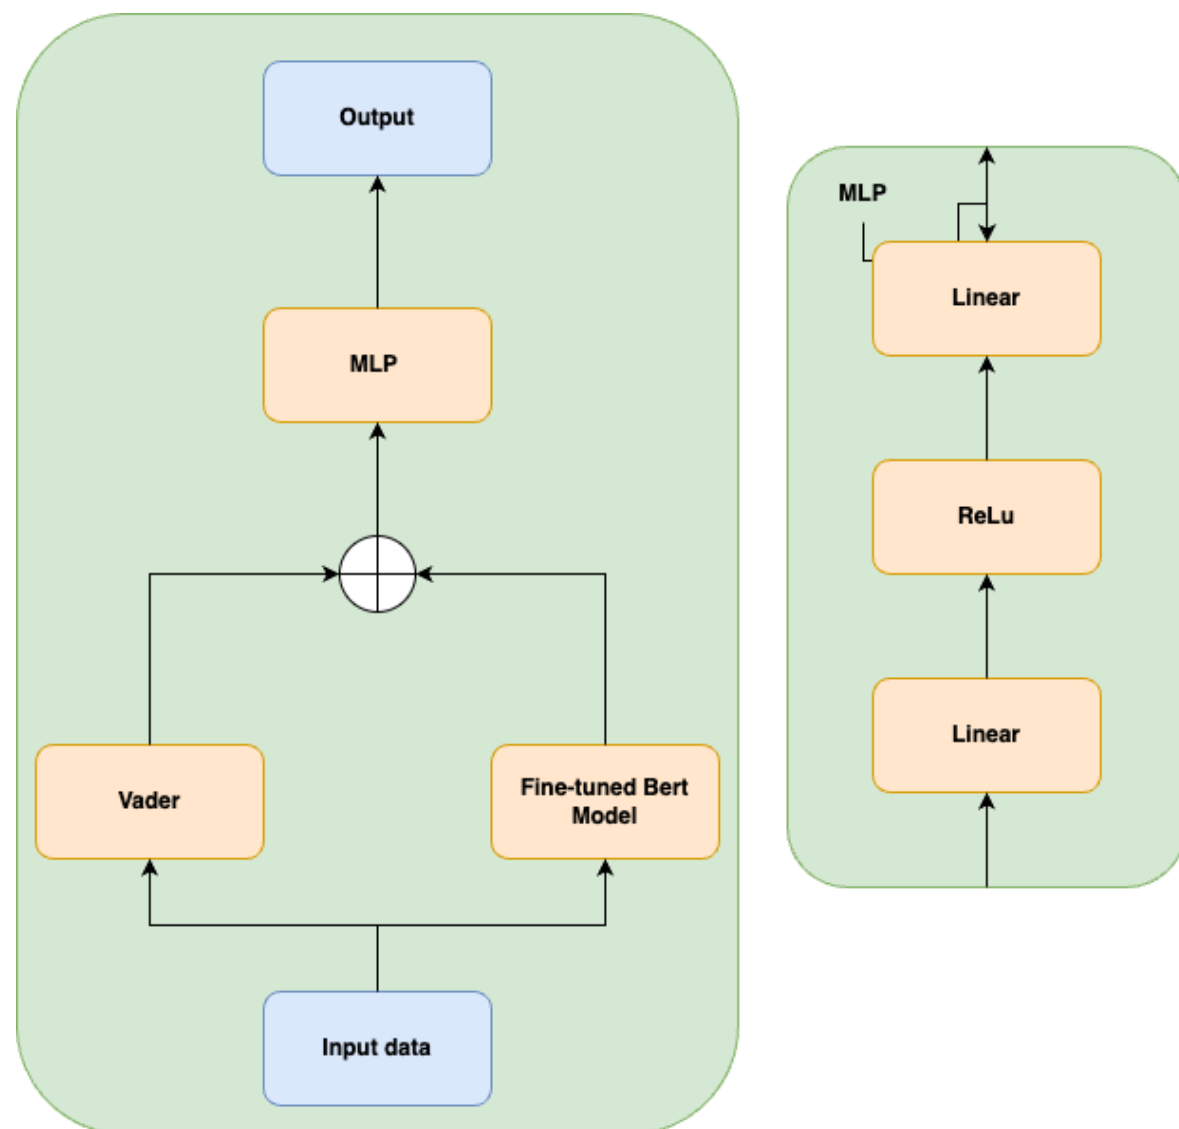 Output
MLP
Vader
Fine-tuned Bert
Model
Input data
MLP
Linear
ReLu
Linear